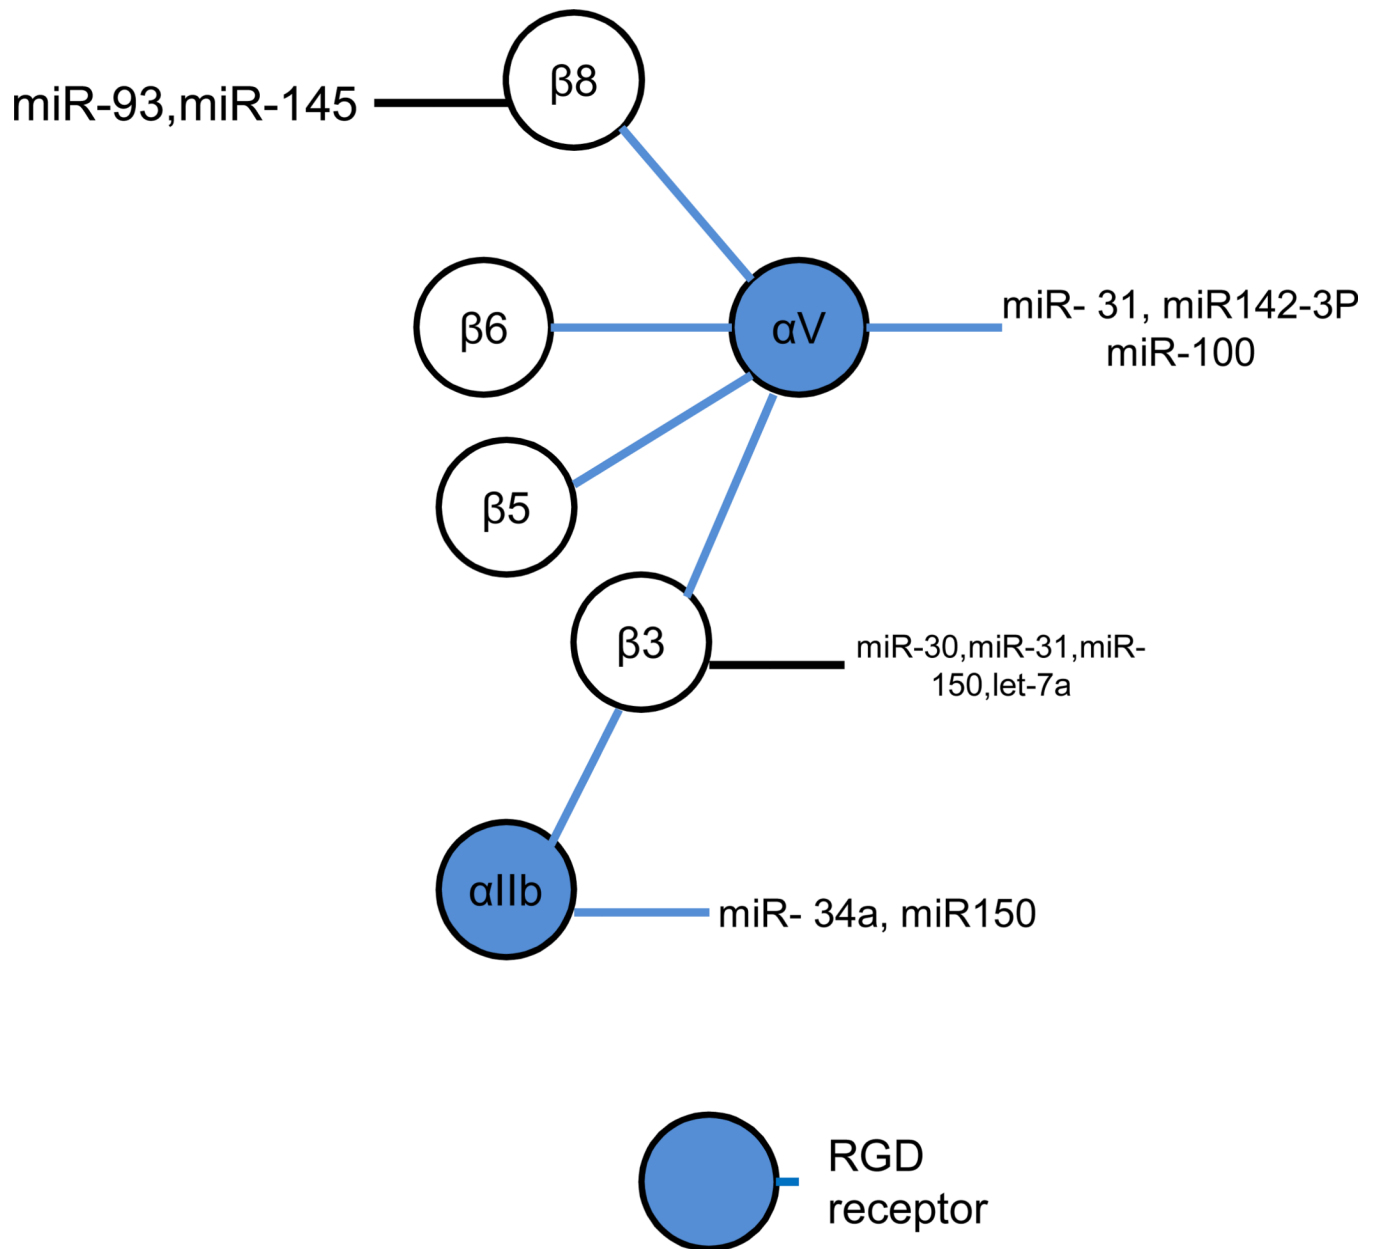 β8
miR-93,miR-145
β6
αV
miR- 31, miR142-3P
miR-100
β5
β3
miR-30,miR-31,miR-
150,let-7a
αIIb
miR- 34a, miR150
RGD
receptor